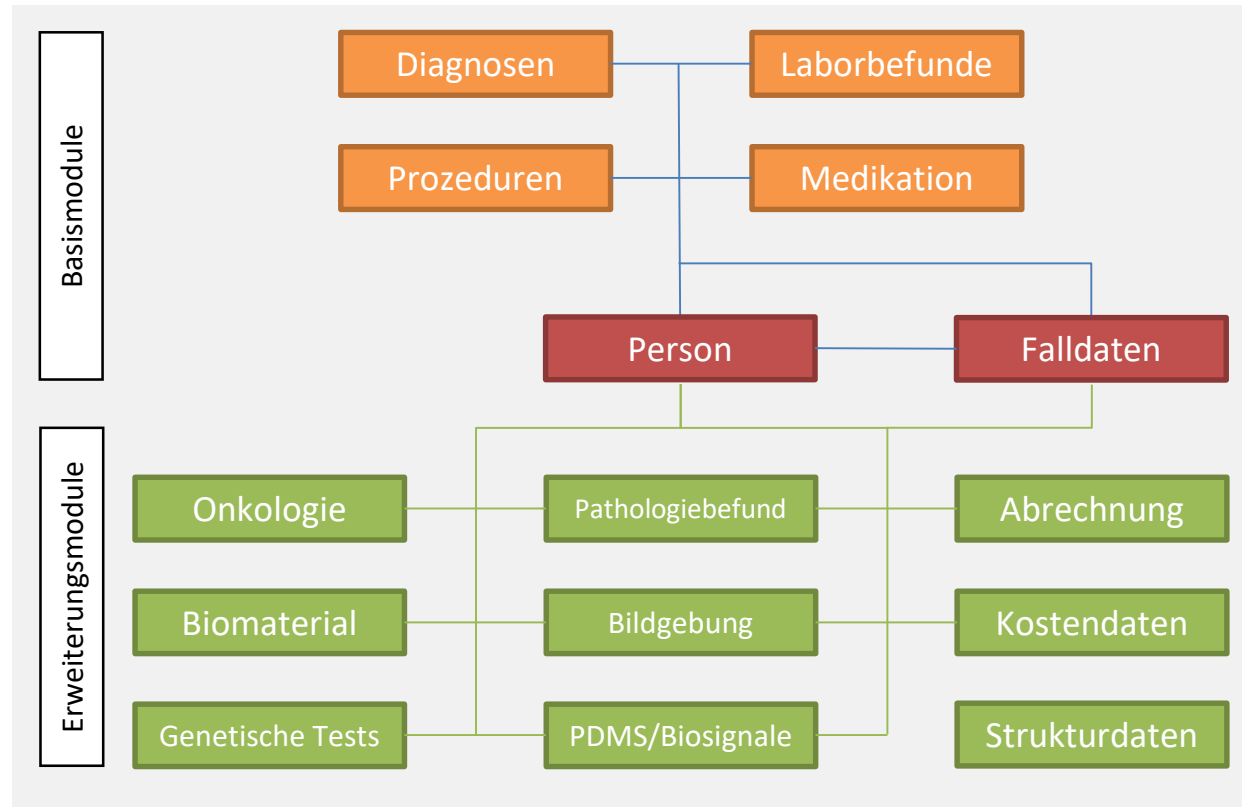 Basismodule
Diagnosen
Laborbefunde
Prozeduren
Medikation
Person
Falldaten
Erweiterungsmodule
Onkologie
Pathologiebefund
Abrechnung
Biomaterial
Bildgebung
Kostendaten
Genetische Tests
PDMS/Biosignale
Strukturdaten